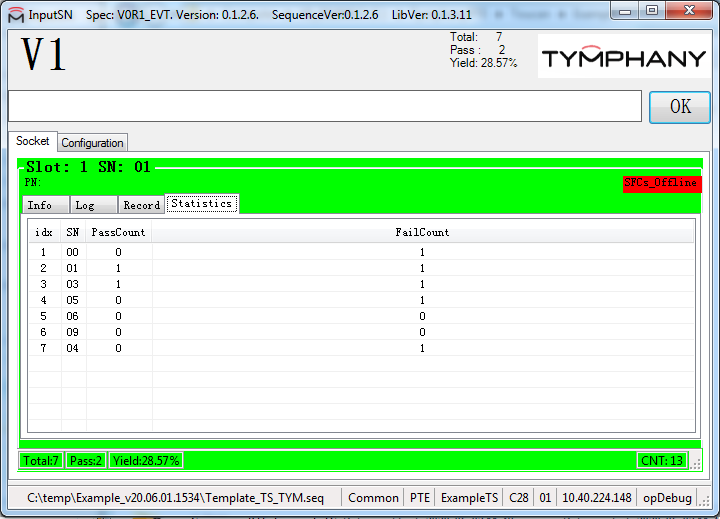 InputSN Spec: V0R1_EVT. Version: 0.1.2.6. SequenceVer:0.1.2.6 LibVer: 0.1.3.11
V1
Total: 7
Pass : 2
Yield: 28.57%
TYMPHANY
OK
Socket Configuration
Slot: 1 SN: 01
PN:
SFCs_Offline
Info Log Record Statistics
idx SN PassCount FailCount
1 00 0 1
2 01 1 1
3 03 1 1
4 05 0 1
5 06 0 0
6 09 0 0
7 04 0 1
Total:7 Pass:2 Yield:28.57% CNT: 13
C:\temp\Example_v20.06.01.1534\Template_TS_TYM.seq Common PTE ExampleTS C28 01 10.40.224.148 opDebug